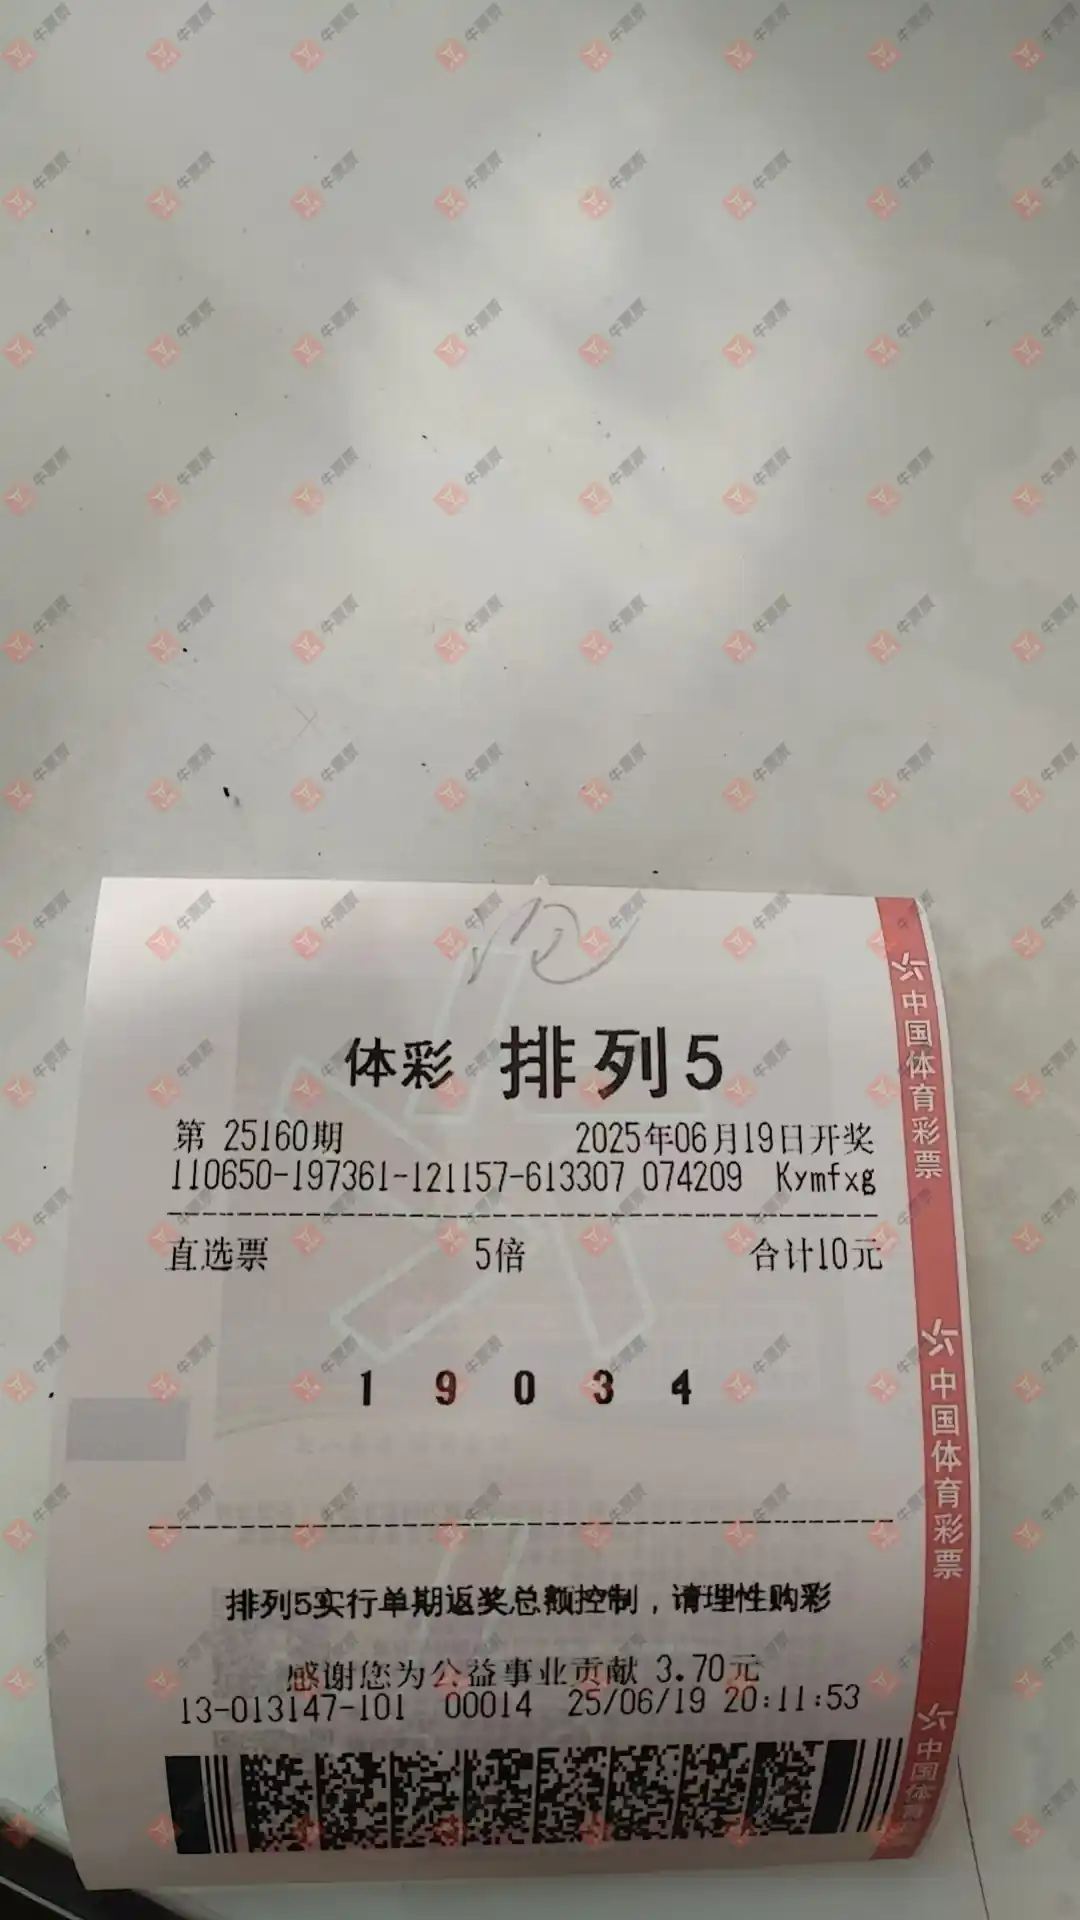 体彩 排列5
第 25160期 2025年06月19日开奖
110650-197361-121157-613307 074209 Kymfxg
直选票 5倍 合计10元
1 9 0 3 4
排列5实行单期返奖总额控制，请理性购彩
感谢您为公益事业贡献 3.70元
13-013147-101 00014 25/06/19 20:11:53
中国体育彩票
中国体育彩票
中国体育